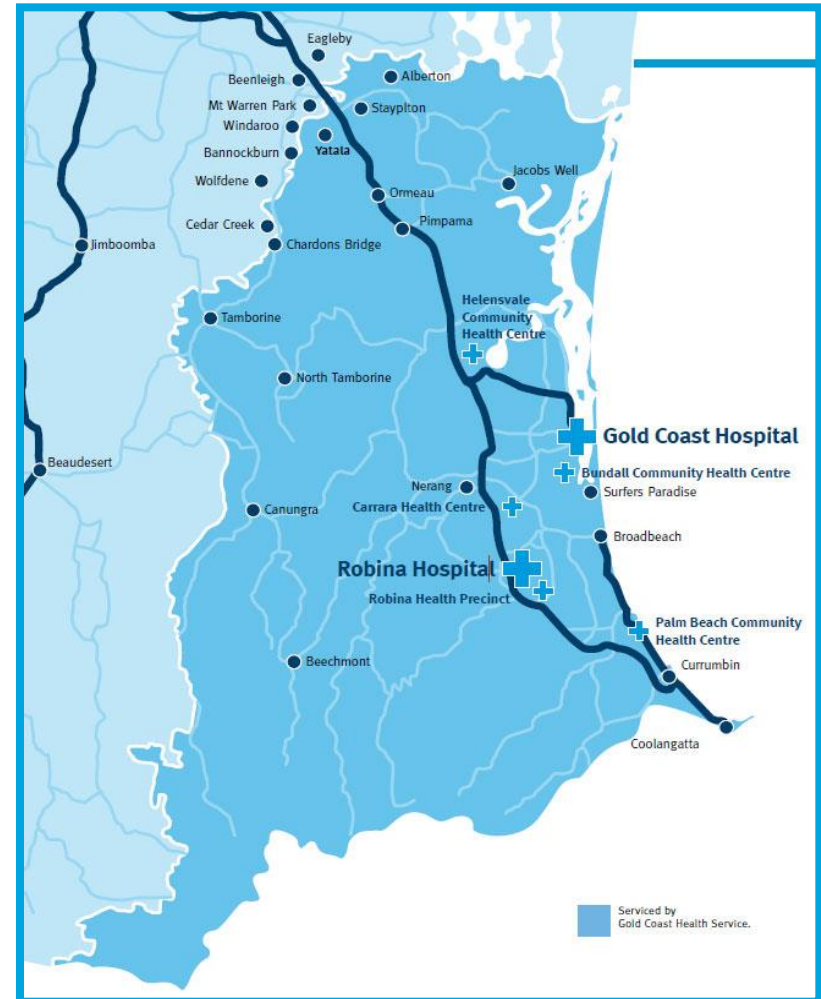 Eagleby
Beenleigh
Alberton
Mt Warren Park
Stayplton
Windaroo
Yatala
Bannockburn
Jacobs Well
Wolfdene
Ormeau
Cedar Creek
Pimpama
Jimboomba
Chardons Bridge
Helensvale
Community
Health Centre
Tamborine
North Tamborine
Gold Coast Hospital
Beaudesert
Bundall Community Health Centre
Nerang
Surfers Paradise
Carrara Health Centre
Canungra
Broadbeach
Robina Hospital
Robina Health Precinct
Palm Beach Community
Health Centre
Beechmont
Currumbin
Coolangatta
Serviced by
Gold Coast Health Service.